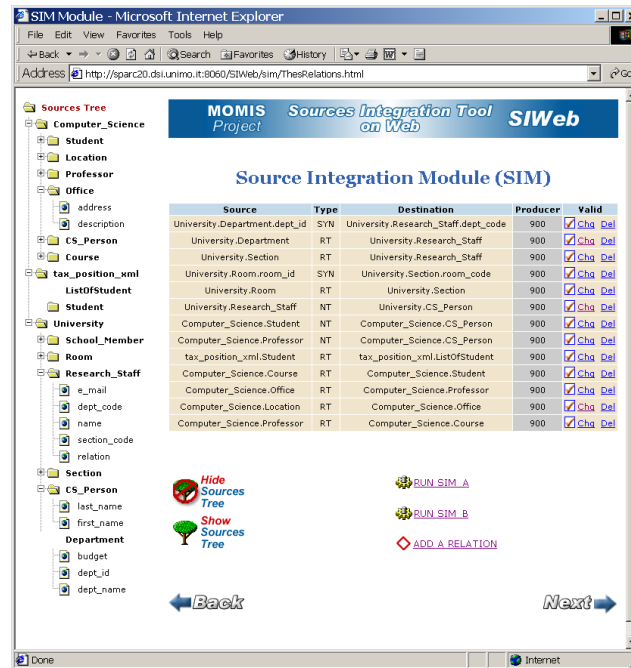 SIM Module - Microsoft Internet Explorer
File Edit View Favorites Tools Help
Back Search Favorites History
Address http://sparc20.dsi.unimo.it:8060/SIWeb/sim/ThesRelations.html
Sources Tree
Computer_Science
Student
Location
Professor
Office
address
description
CS_Person
Course
tax_position_xml
ListOfStudent
Student
University
School_Member
Room
Research_Staff
e_mail
dept_code
name
section_code
relation
Section
CS_Person
last_name
first_name
Department
budget
dept_id
dept_name
MOMIS Project Sources Integration Tool on Web SIWeb
Source Integration Module (SIM)
Source Type Destination Producer Valid
University.Department.dept_id SYN University.Research_Staff.dept_code 900 Chg Del
University.Department RT University.Research_Staff 900 Chg Del
University.Section RT University.Research_Staff 900 Chg Del
University.Room.room_id SYN University.Section.room_code 900 Chg Del
University.Room RT University.Section 900 Chg Del
University.Research_Staff NT University.CS_Person 900 Chg Del
Computer_Science.Student NT Computer_Science.CS_Person 900 Chg Del
Computer_Science.Professor NT Computer_Science.CS_Person 900 Chg Del
tax_position_xml.Student RT tax_position_xml.ListOfStudent 900 Chg Del
Computer_Science.Course RT Computer_Science.Student 900 Chg Del
Computer_Science.Office RT Computer_Science.Professor 900 Chg Del
Computer_Science.Location RT Computer_Science.Office 900 Chg Del
Computer_Science.Professor RT Computer_Science.Course 900 Chg Del
Hide Sources Tree
RUN SIM A
Show Sources Tree
RUN SIM B
ADD A RELATION
Back Next
Done Internet